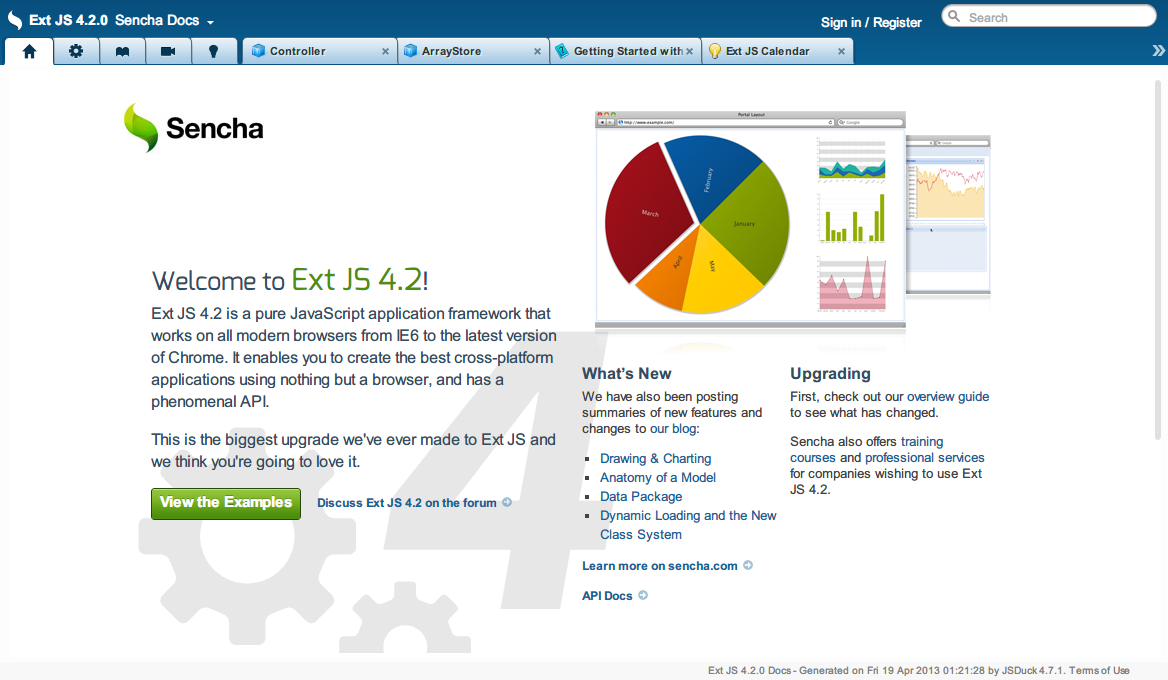 Ext JS 4.2.0 Sencha Docs
Sign in / Register
Search
Controller
ArrayStore
Getting Started with
Ext JS Calendar
Sencha
Portal Layout
http://www.example.com/
Google
February
March
January
April
May
Welcome to Ext JS 4.2!
Ext JS 4.2 is a pure JavaScript application framework that
works on all modern browsers from IE6 to the latest version
of Chrome. It enables you to create the best cross-platform
applications using nothing but a browser, and has a
phenomenal API.
This is the biggest upgrade we've ever made to Ext JS and
we think you're going to love it.
View the Examples
Discuss Ext JS 4.2 on the forum
4
What's New
We have also been posting
summaries of new features and
changes to our blog:
Drawing & Charting
Anatomy of a Model
Data Package
Dynamic Loading and the New
Class System
Learn more on sencha.com
API Docs
Upgrading
First, check out our overview guide
to see what has changed.
Sencha also offers training
courses and professional services
for companies wishing to use Ext
JS 4.2.
Ext JS 4.2.0 Docs - Generated on Fri 19 Apr 2013 01:21:28 by JSDuck 4.7.1. Terms of Use